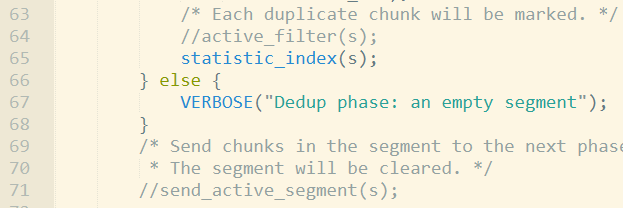 63 /* Each duplicate chunk will be marked. */
64 //active_filter(s);
65 statistic_index(s);
66 } else {
67 VERBOSE("Dedup phase: an empty segment");
68 }
69 /* Send chunks in the segment to the next phase
70 * The segment will be cleared. */
71 //send_active_segment(s);